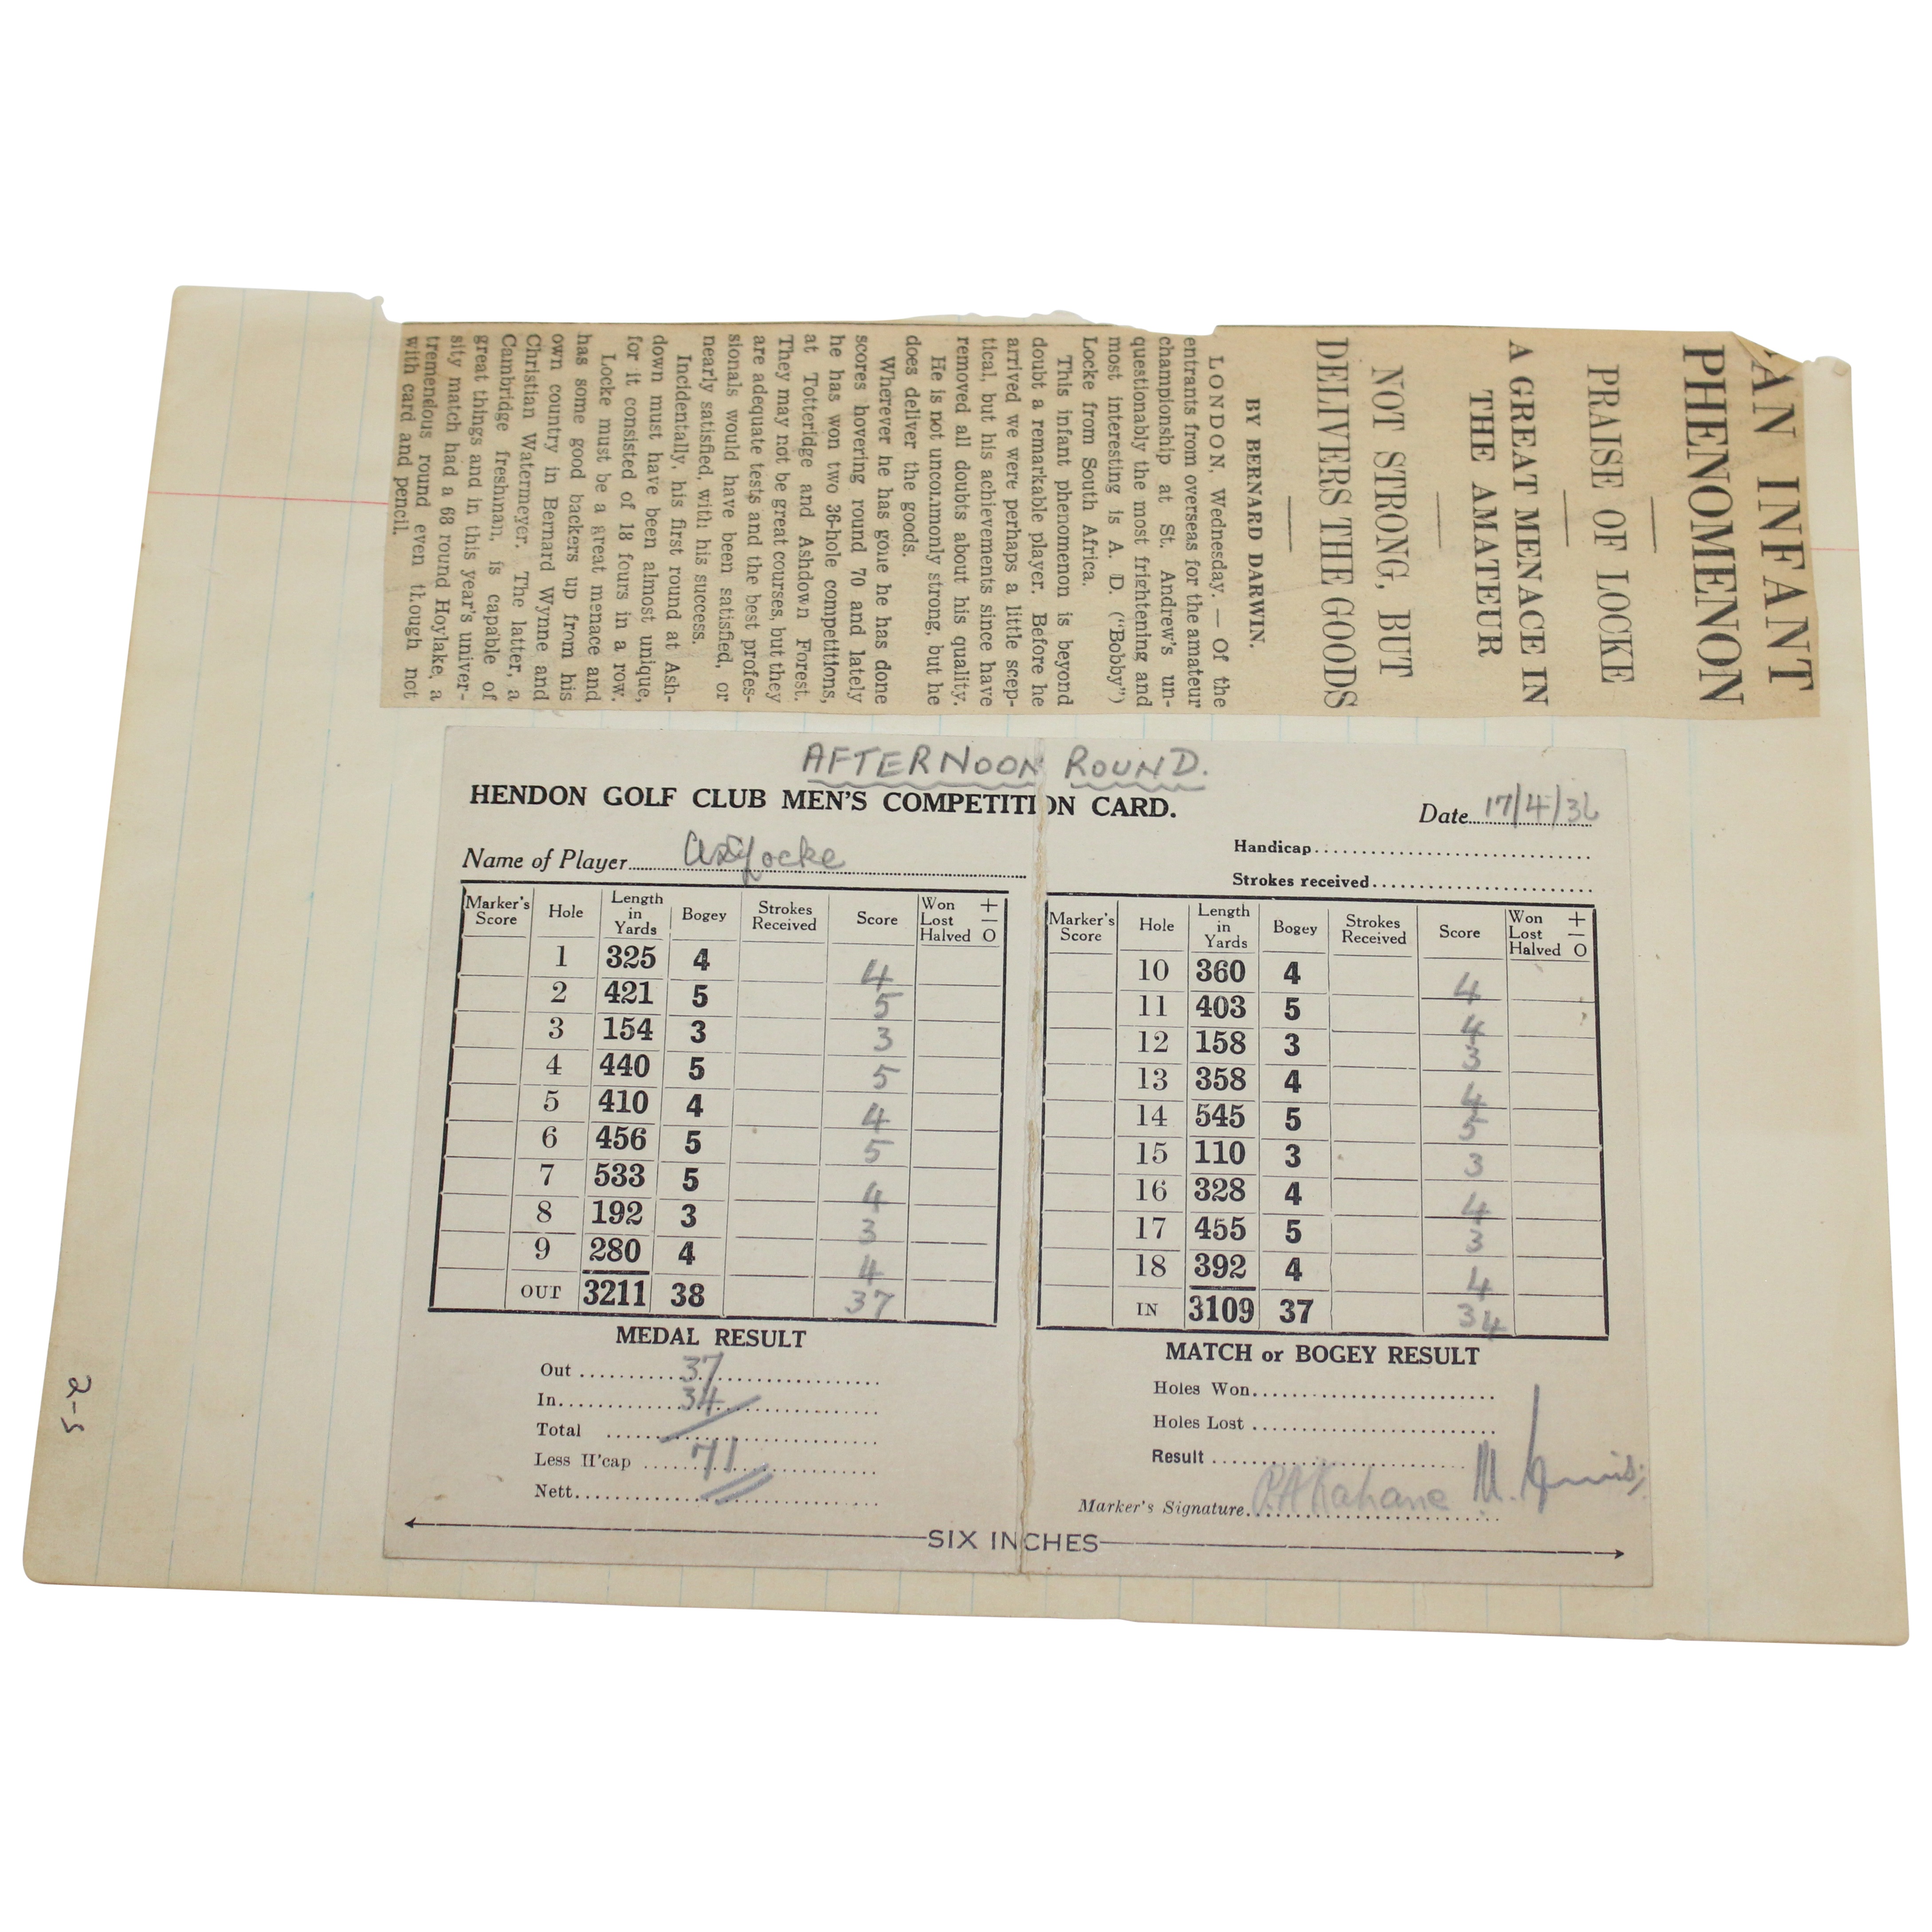 AN INFANT
PHENOMENON
PRAISE OF LOCKE
A GREAT MENACE IN
THE AMATEUR
NOT STRONG, BUT
DELIVERS THE GOODS
BY BERNARD DARWIN.
LONDON, Wednesday. — Of the
entrants from overseas for the amateur
championship at St. Andrew's un-
questionably the most frightening and
most interesting is A. D. ("Bobby")
Locke from South Africa.
This infant phenomenon is beyond
doubt a remarkable player. Before he
arrived we were perhaps a little scep-
tical, but his achievements since have
removed all doubts about his quality.
He is not uncommonly strong, but he
does deliver the goods.
Wherever he has gone he has done
scores hovering round 70 and lately
he has won two 36-hole competitions,
at Totteridge and Ashdown Forest.
They may not be great courses, but they
are adequate tests and the best profes-
sionals would have been satisfied, or
nearly satisfied, with his success.
Incidentally, his first round at Ash-
down must have been almost unique,
for it consisted of 18 fours in a row.
Locke must be a great menace and
has some good backers up from his
own country in Bernard Wynne and
Christian Watermeyer. The latter, a
Cambridge freshman, is capable of
great things and in this year's univer-
sity match had a 68 round Hoylake, a
tremendous round even though not
with card and pencil.
AFTERNOON ROUND.
HENDON GOLF CLUB MEN'S COMPETITION CARD.
Date 17/4/36
Name of Player Locke
Handicap
Strokes received
Marker's Score Hole Length in Yards Bogey Strokes Received Score Won + Lost − Halved O
1 325 4 4
2 421 5 5
3 154 3 3
4 440 5 5
5 410 4 4
6 456 5 5
7 533 5 4
8 192 3 3
9 280 4 4
OUT 3211 38 37
Marker's Score Hole Length in Yards Bogey Strokes Received Score Won + Lost − Halved O
10 360 4 4
11 403 5 4
12 158 3 3
13 358 4 4
14 545 5 5
15 110 3 3
16 328 4 4
17 455 5 3
18 392 4 4
IN 3109 37 34
MEDAL RESULT
Out 37
In 34
Total
Less H'cap 71
Nett
MATCH or BOGEY RESULT
Holes Won
Holes Lost
Result
Marker's Signature P.A Kahane M.
SIX INCHES
2-5